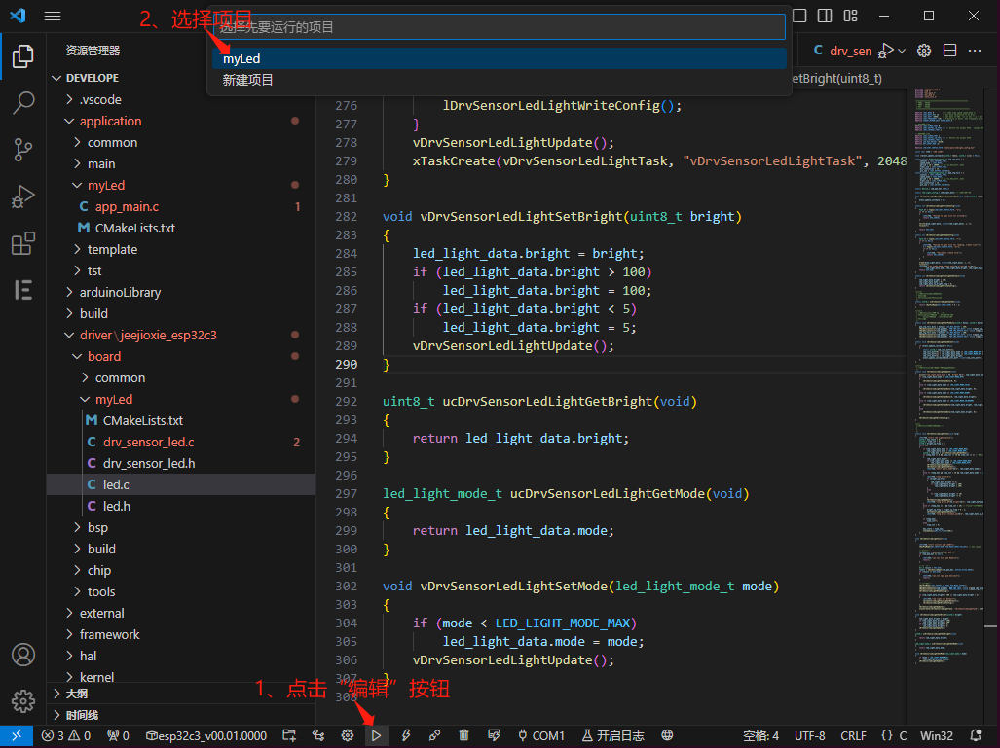 2、选择项目
选择先要运行的项目
myLed
新建项目
资源管理器
DEVELOPE
.vscode
application
common
main
myLed
C app_main.c 1
M CMakeLists.txt
template
tst
arduinoLibrary
build
driver\jeejioxie_esp32c3
board
common
myLed
M CMakeLists.txt
C drv_sensor_led.c 2
C drv_sensor_led.h
C led.c
C led.h
bsp
build
chip
tools
external
framework
hal
kernel
大纲
时间线
C drv_sen
etBright(uint8_t)
276 lDrvSensorLedLightWriteConfig();
277 }
278 vDrvSensorLedLightUpdate();
279 xTaskCreate(vDrvSensorLedLightTask, "vDrvSensorLedLightTask", 2048
280 }
281
282 void vDrvSensorLedLightSetBright(uint8_t bright)
283 {
284 led_light_data.bright = bright;
285 if (led_light_data.bright > 100)
286 led_light_data.bright = 100;
287 if (led_light_data.bright < 5)
288 led_light_data.bright = 5;
289 vDrvSensorLedLightUpdate();
290 }
291
292 uint8_t ucDrvSensorLedLightGetBright(void)
293 {
294 return led_light_data.bright;
295 }
296
297 led_light_mode_t ucDrvSensorLedLightGetMode(void)
298 {
299 return led_light_data.mode;
300 }
301
302 void vDrvSensorLedLightSetMode(led_light_mode_t mode)
303 {
304 if (mode < LED_LIGHT_MODE_MAX)
305 led_light_data.mode = mode;
306 vDrvSensorLedLightUpdate();
307 }
308
1、点击“编辑”按钮
3 0 0 esp32c3_v00.01.0000 COM1 开启日志 空格: 4 UTF-8 CRLF {} C Win32